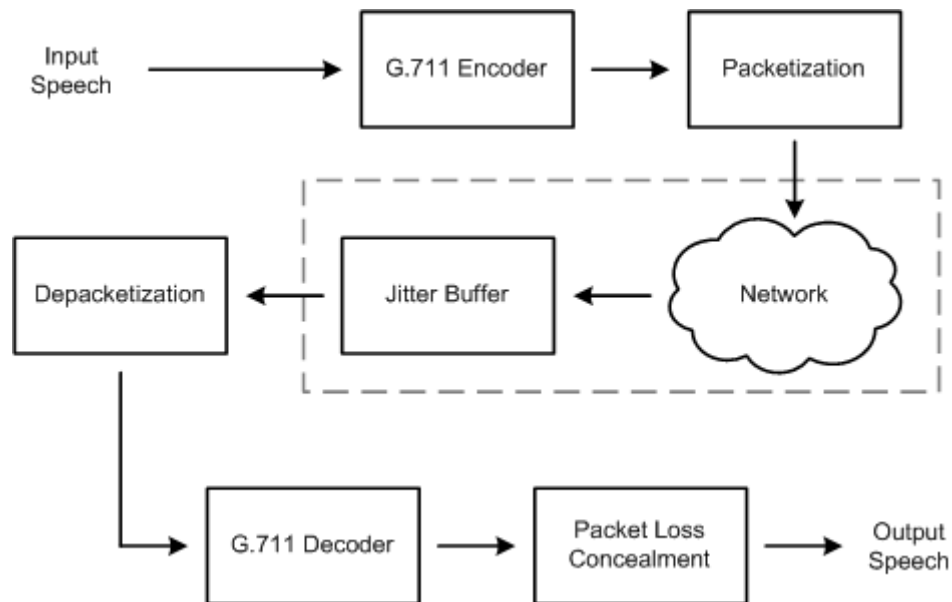 Input
Speech
G.711 Encoder
Packetization
Depacketization
Jitter Buffer
Network
G.711 Decoder
Packet Loss
Concealment
Output
Speech